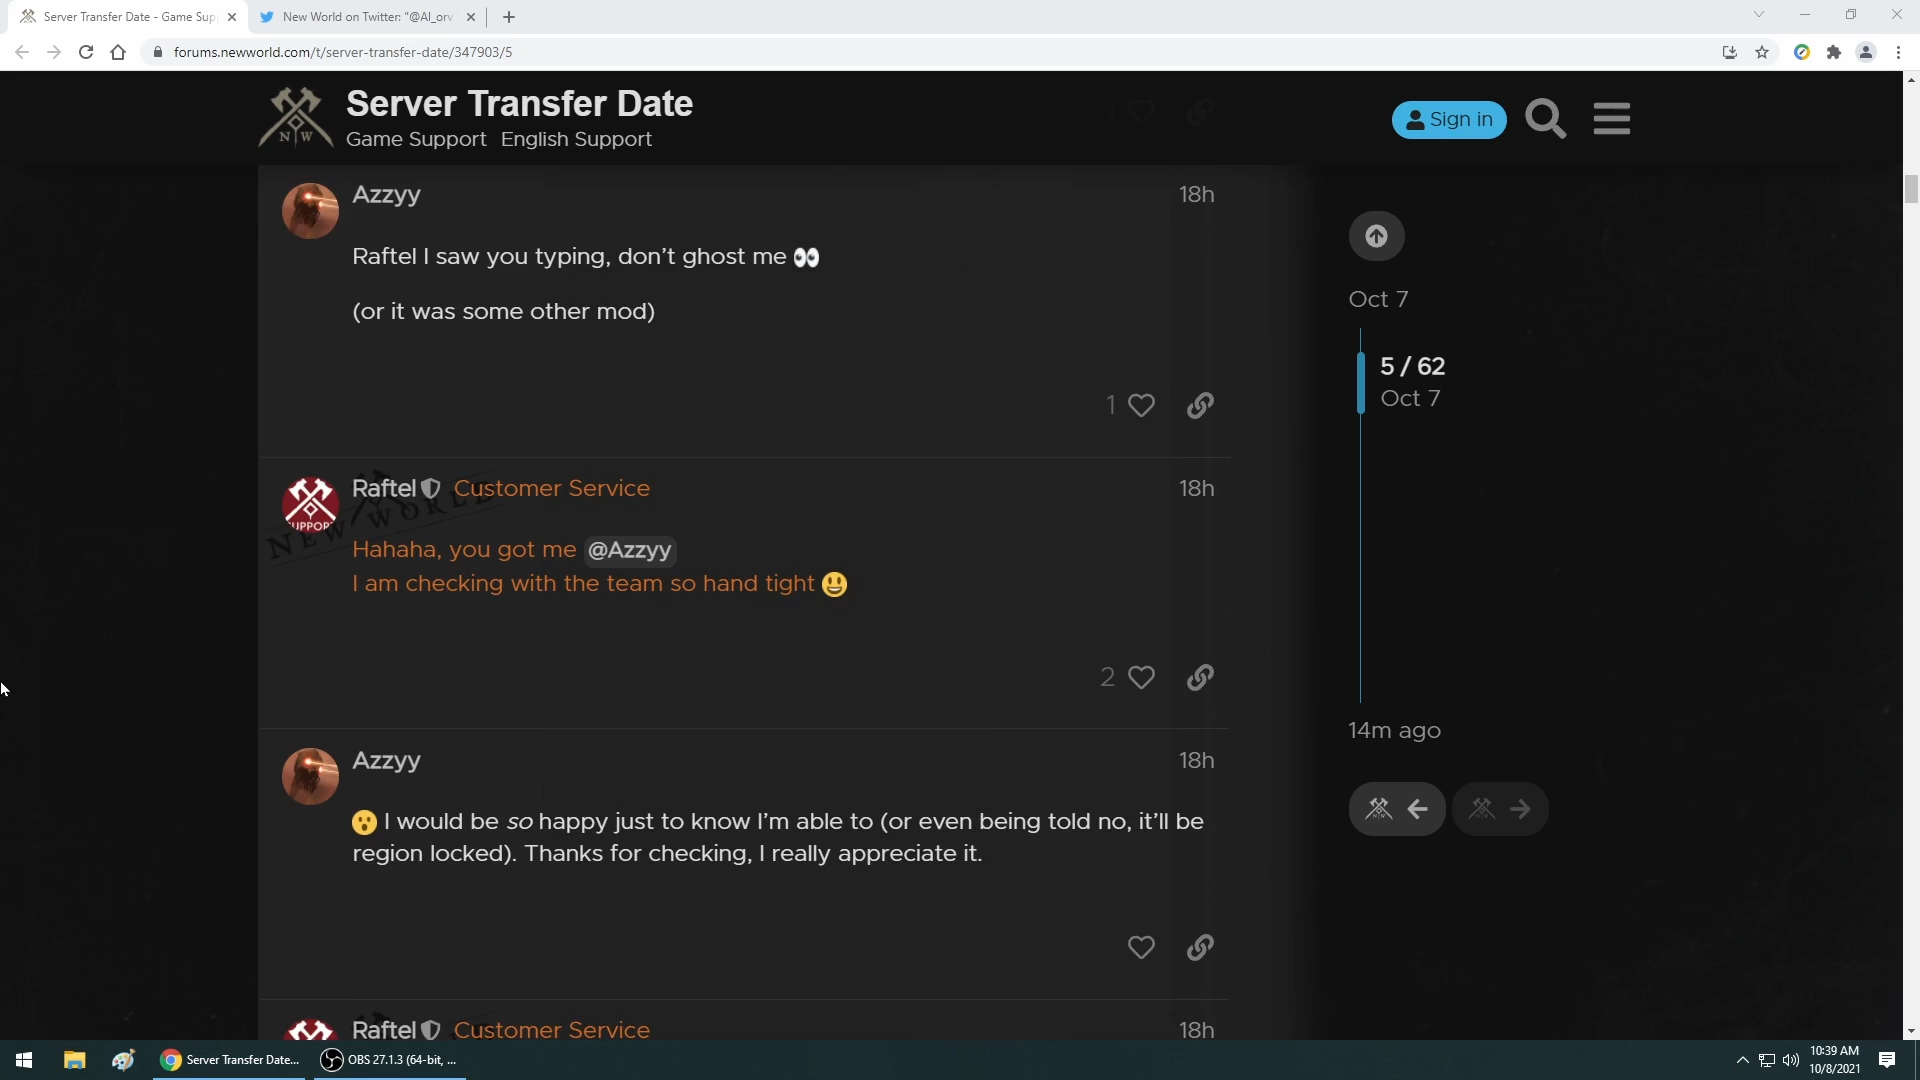 Server Transfer Date - Game Sup
New World on Twitter: "@AI_orv
forums.newworld.com/t/server-transfer-date/347903/5
N W
Server Transfer Date
Game Support English Support
1
Sign in
Azzyy 18h
Raftel I saw you typing, don't ghost me 👀
(or it was some other mod)
1
Oct 7
5 / 62
Oct 7
14m ago
SUPPORT
Raftel Customer Service 18h
NEW WORLD
Hahaha, you got me @Azzyy
I am checking with the team so hand tight 😃
2
Azzyy 18h
😮 I would be so happy just to know I'm able to (or even being told no, it'll be
region locked). Thanks for checking, I really appreciate it.
Raftel Customer Service 18h
Server Transfer Date...
OBS 27.1.3 (64-bit, ...
10:39 AM
10/8/2021